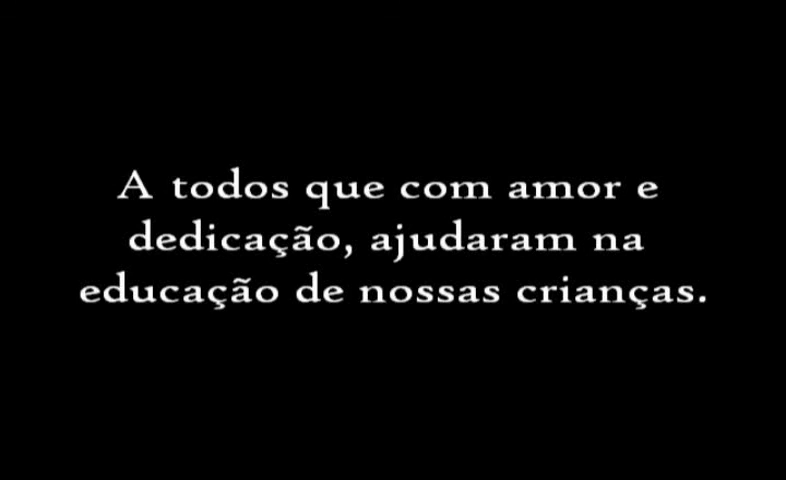 A todos que com amor e
dedicação, ajudaram na
educação de nossas crianças.